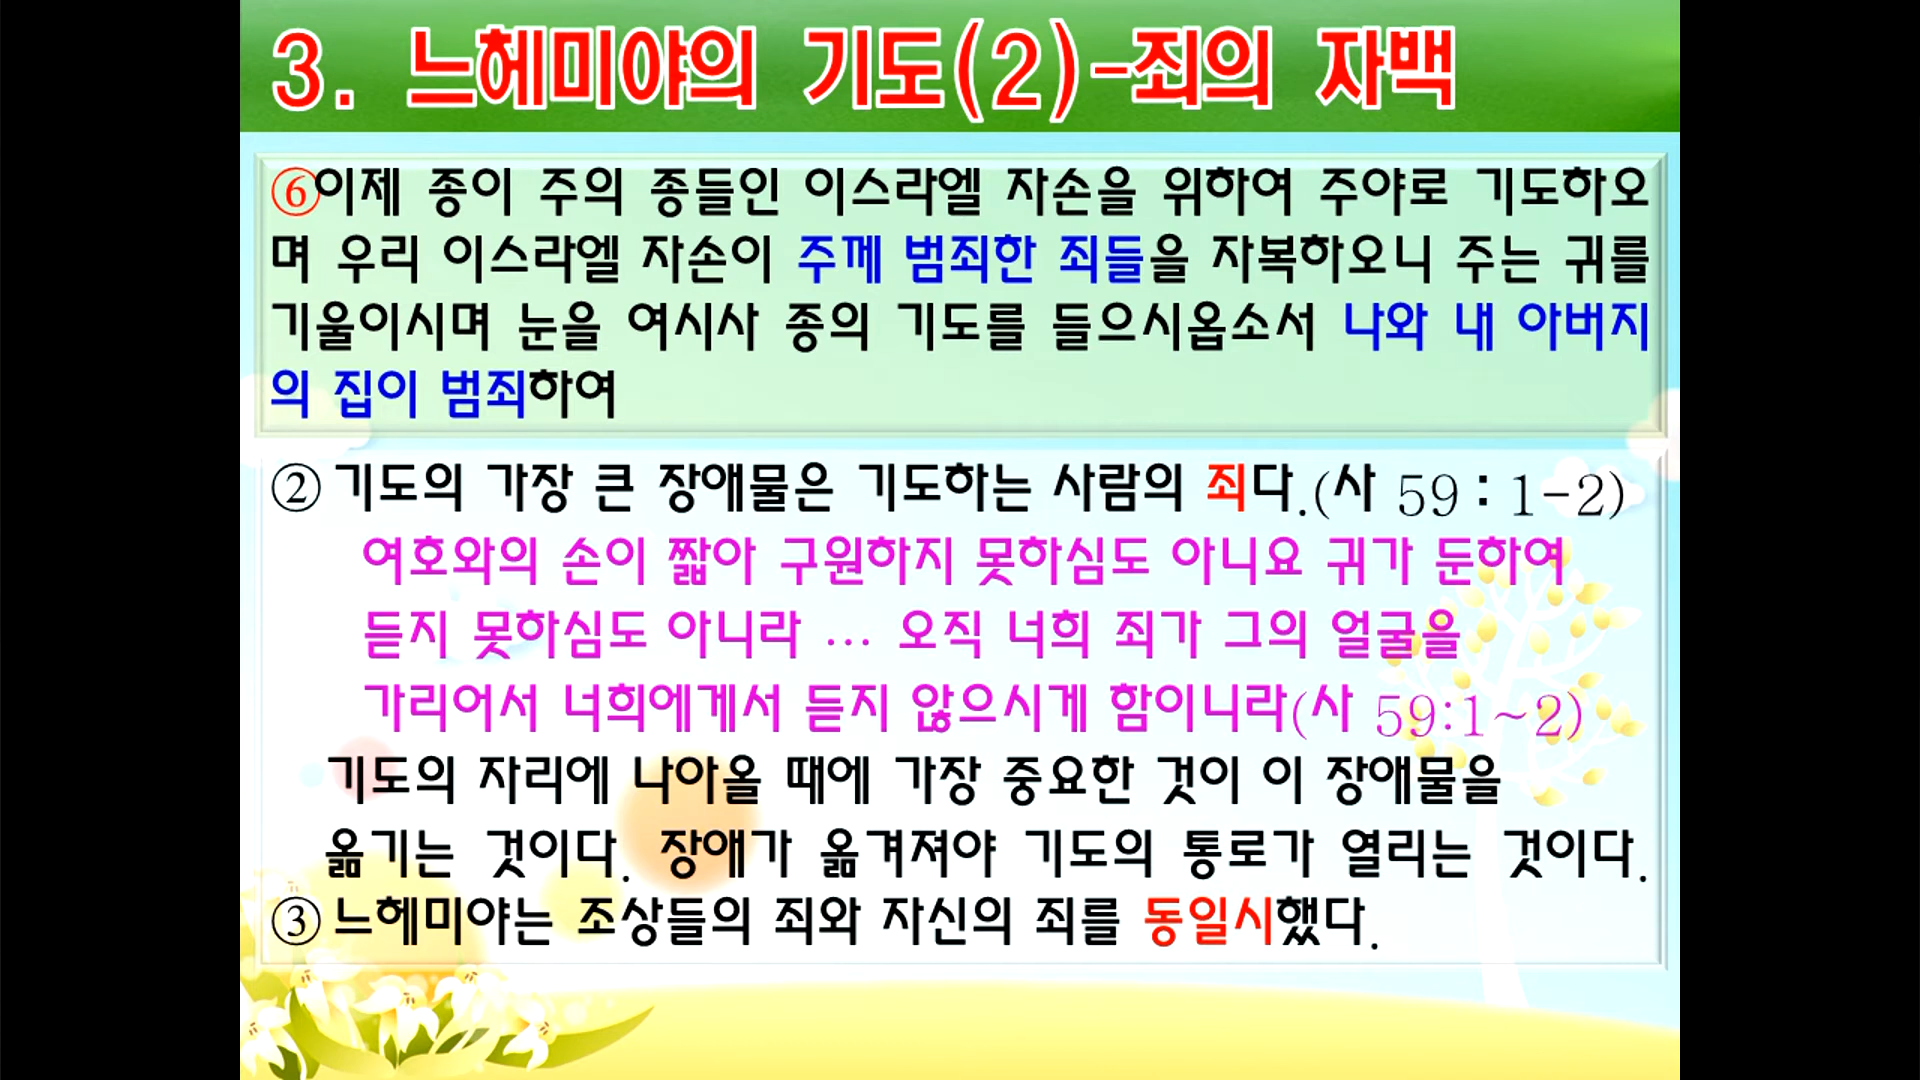 3. 느헤미야의 기도(2)-죄의 자백
⑥이제 종이 주의 종들인 이스라엘 자손을 위하여 주야로 기도하오
며 우리 이스라엘 자손이 주께 범죄한 죄들을 자복하오니 주는 귀를
기울이시며 눈을 여시사 종의 기도를 들으시옵소서 나와 내 아버지
의 집이 범죄하여
② 기도의 가장 큰 장애물은 기도하는 사람의 죄다.(사 59 : 1-2)
여호와의 손이 짧아 구원하지 못하심도 아니요 귀가 둔하여
듣지 못하심도 아니라 … 오직 너희 죄가 그의 얼굴을
가리어서 너희에게서 듣지 않으시게 함이니라(사 59:1~2)
기도의 자리에 나아올 때에 가장 중요한 것이 이 장애물을
옮기는 것이다. 장애가 옮겨져야 기도의 통로가 열리는 것이다.
③ 느헤미야는 조상들의 죄와 자신의 죄를 동일시했다.